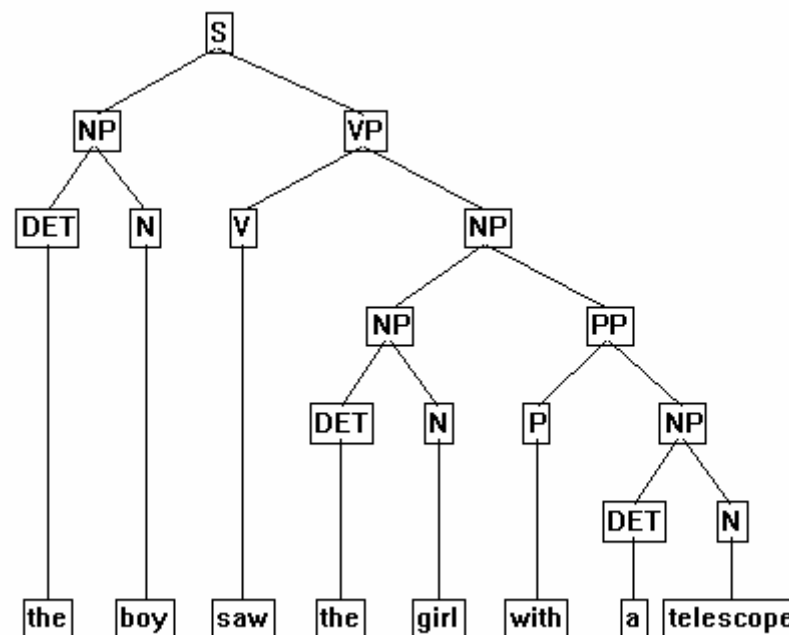 S
NP VP
DET N V NP
NP PP
DET N P NP
DET N
the boy saw the girl with a telescope